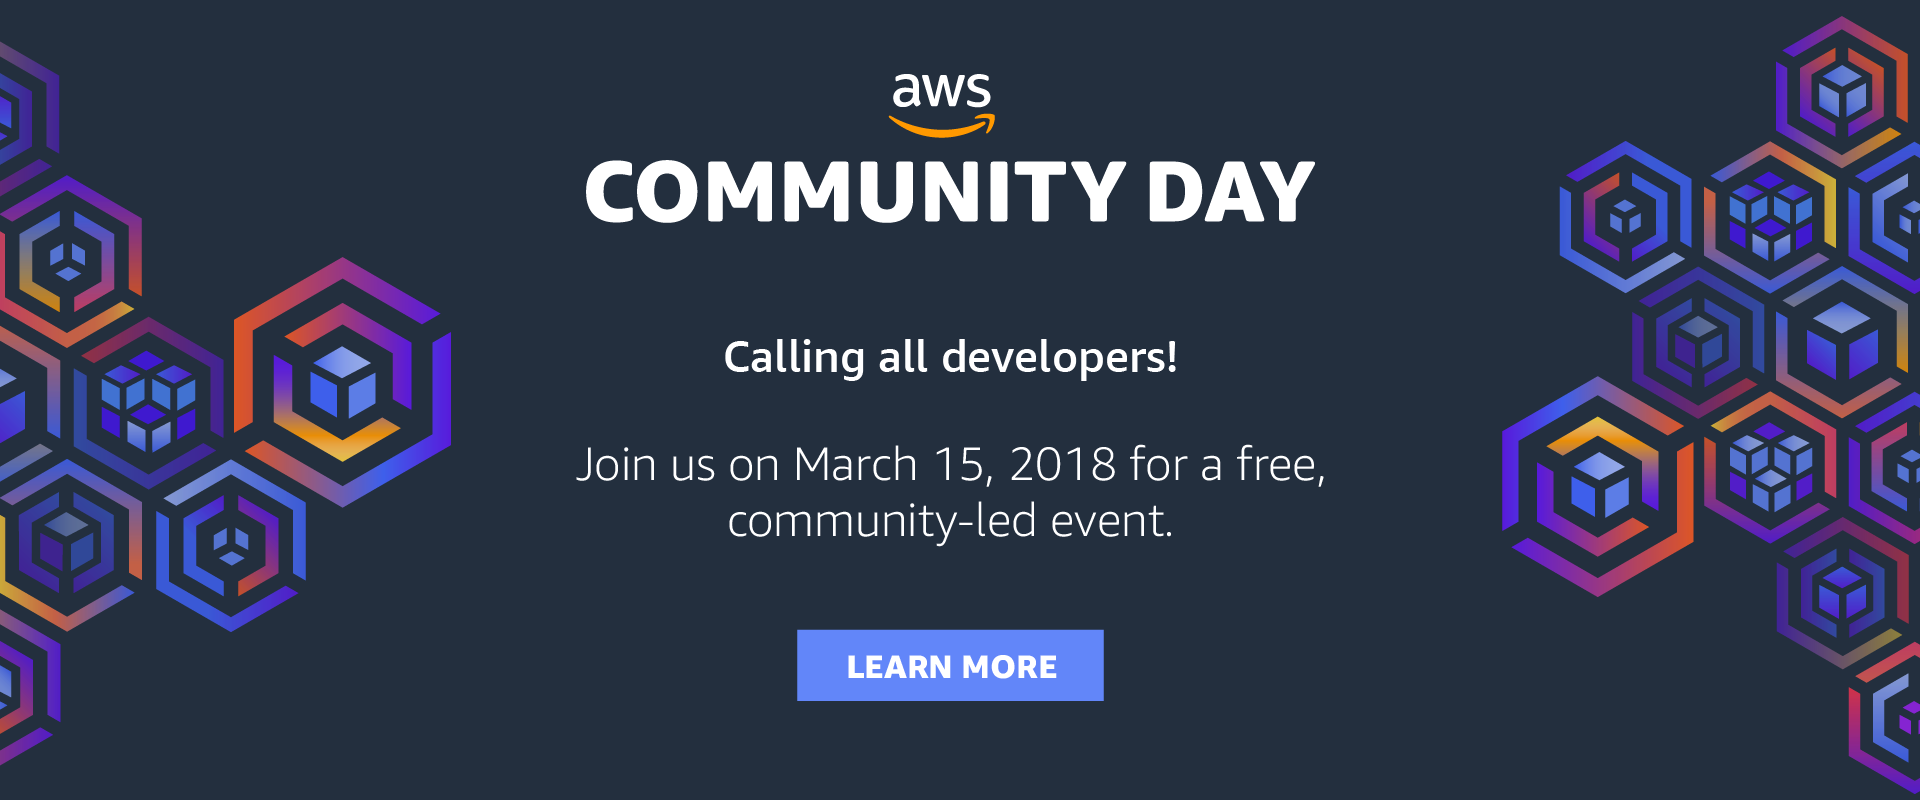 aws
COMMUNITY DAY
Calling all developers!
Join us on March 15, 2018 for a free,
community-led event.
LEARN MORE